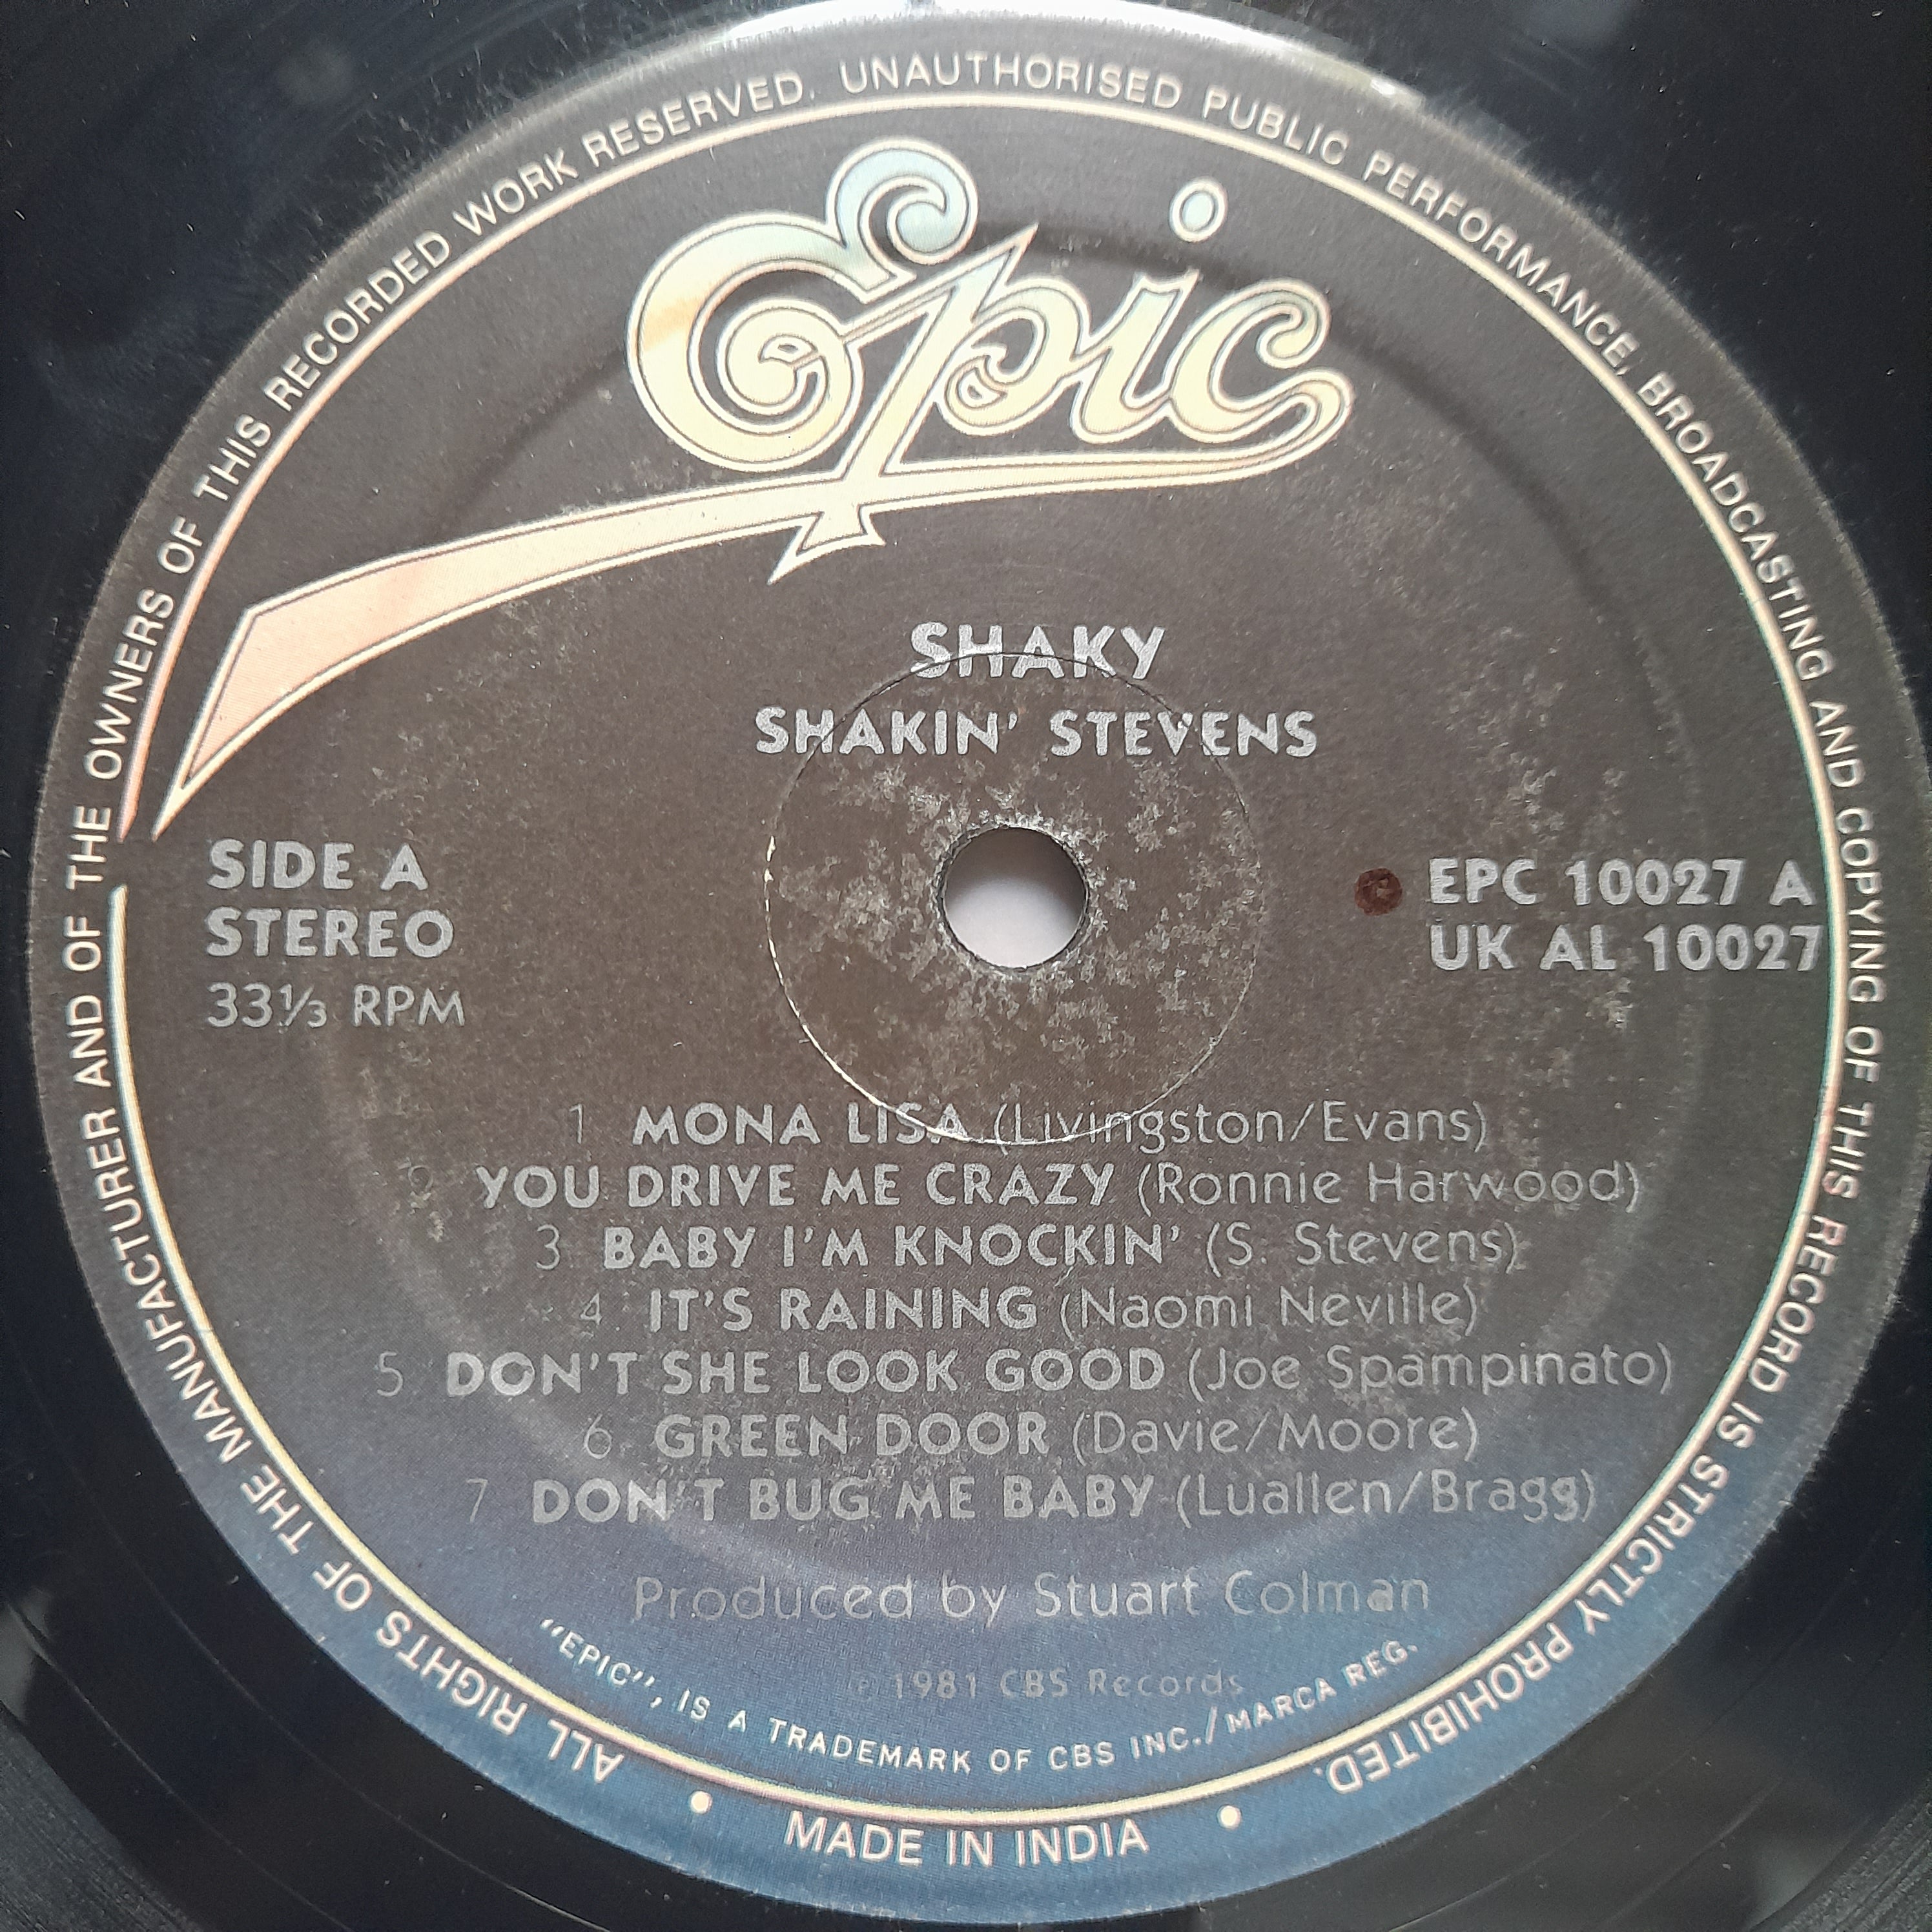 ALL RIGHTS OF THE MANUFACTURER AND OF THE OWNERS OF THIS RECORDED WORK RESERVED. UNAUTHORISED PUBLIC PERFORMANCE, BROADCASTING AND COPYING OF THIS RECORD IS STRICTLY PROHIBITED.
Epic
SHAKY
SHAKIN' STEVENS
SIDE A
STEREO
33⅓ RPM
EPC 10027 A
UK AL 10027
1 MONA LISA (Livingston/Evans)
2 YOU DRIVE ME CRAZY (Ronnie Harwood)
3 BABY I'M KNOCKIN' (S. Stevens)
4 IT'S RAINING (Naomi Neville)
5 DON'T SHE LOOK GOOD (Joe Spampinato)
6 GREEN DOOR (Davie/Moore)
7 DON'T BUG ME BABY (Luallen/Bragg)
Produced by Stuart Colman
℗ 1981 CBS Records
"EPIC", IS A TRADEMARK OF CBS INC./MARCA REG.
• MADE IN INDIA •